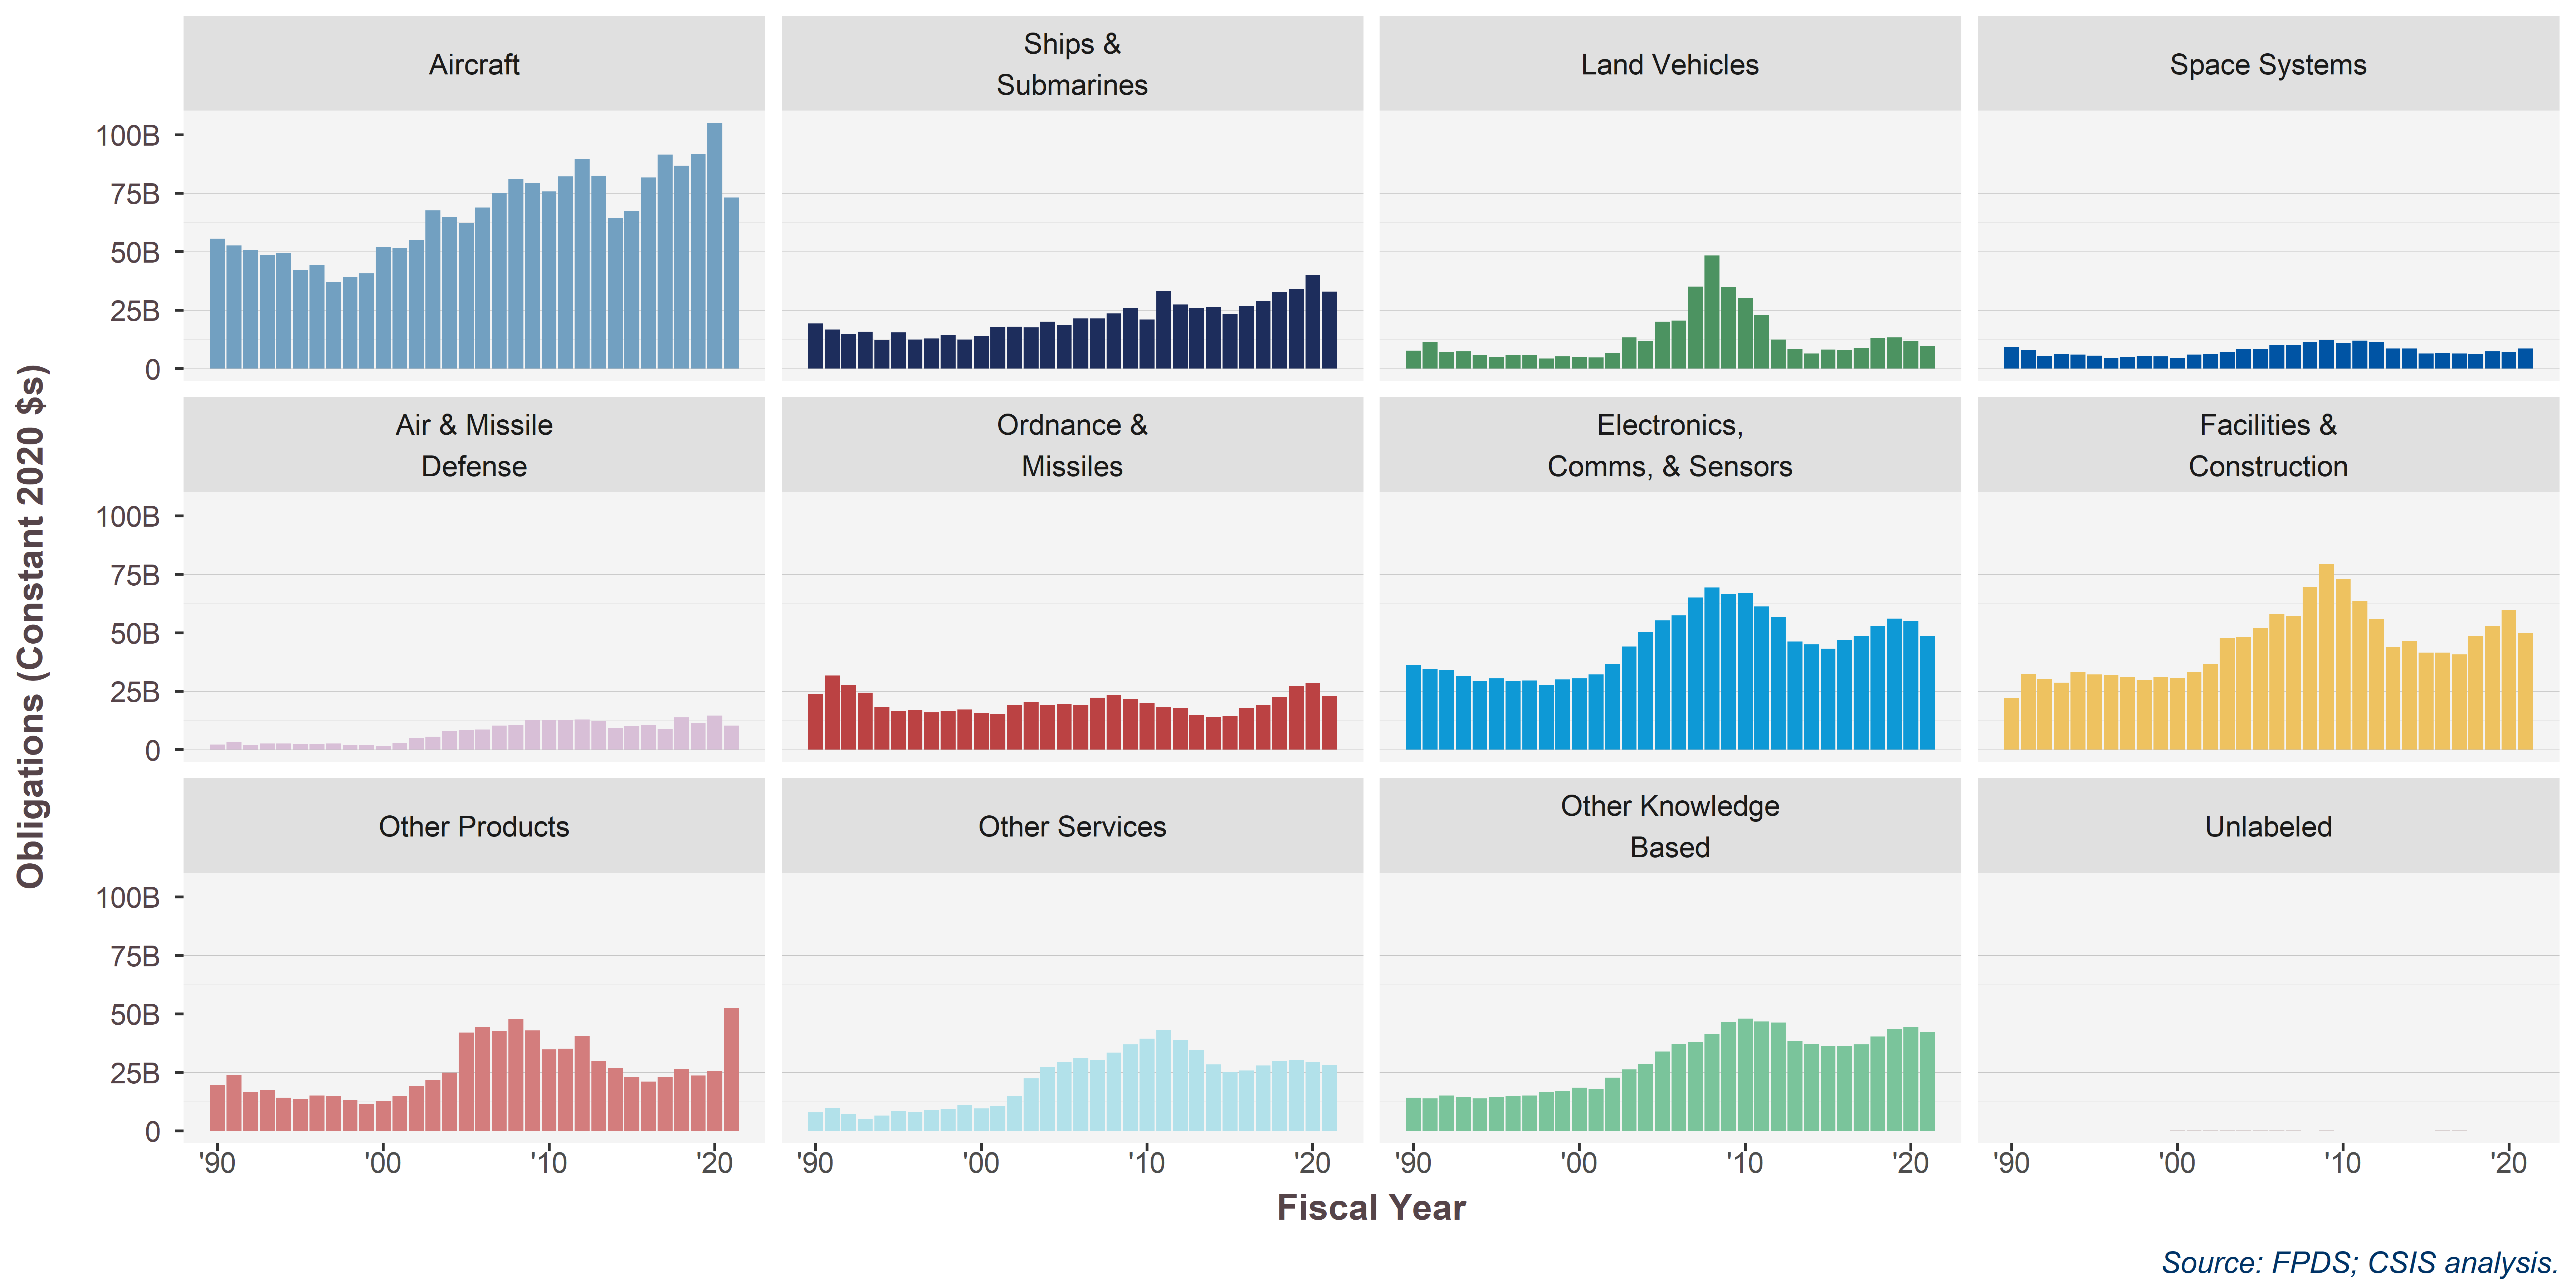 Aircraft
Ships &
Submarines
Land Vehicles
Space Systems
100B
75B
50B
25B
0
Air & Missile
Defense
Ordnance &
Missiles
Electronics,
Comms, & Sensors
Facilities &
Construction
100B
75B
50B
25B
0
Other Products
Other Services
Other Knowledge
Based
Unlabeled
100B
75B
50B
25B
0
'90 '00 '10 '20
'90 '00 '10 '20
'90 '00 '10 '20
'90 '00 '10 '20
Obligations (Constant 2020 $s)
Fiscal Year
Source: FPDS; CSIS analysis.